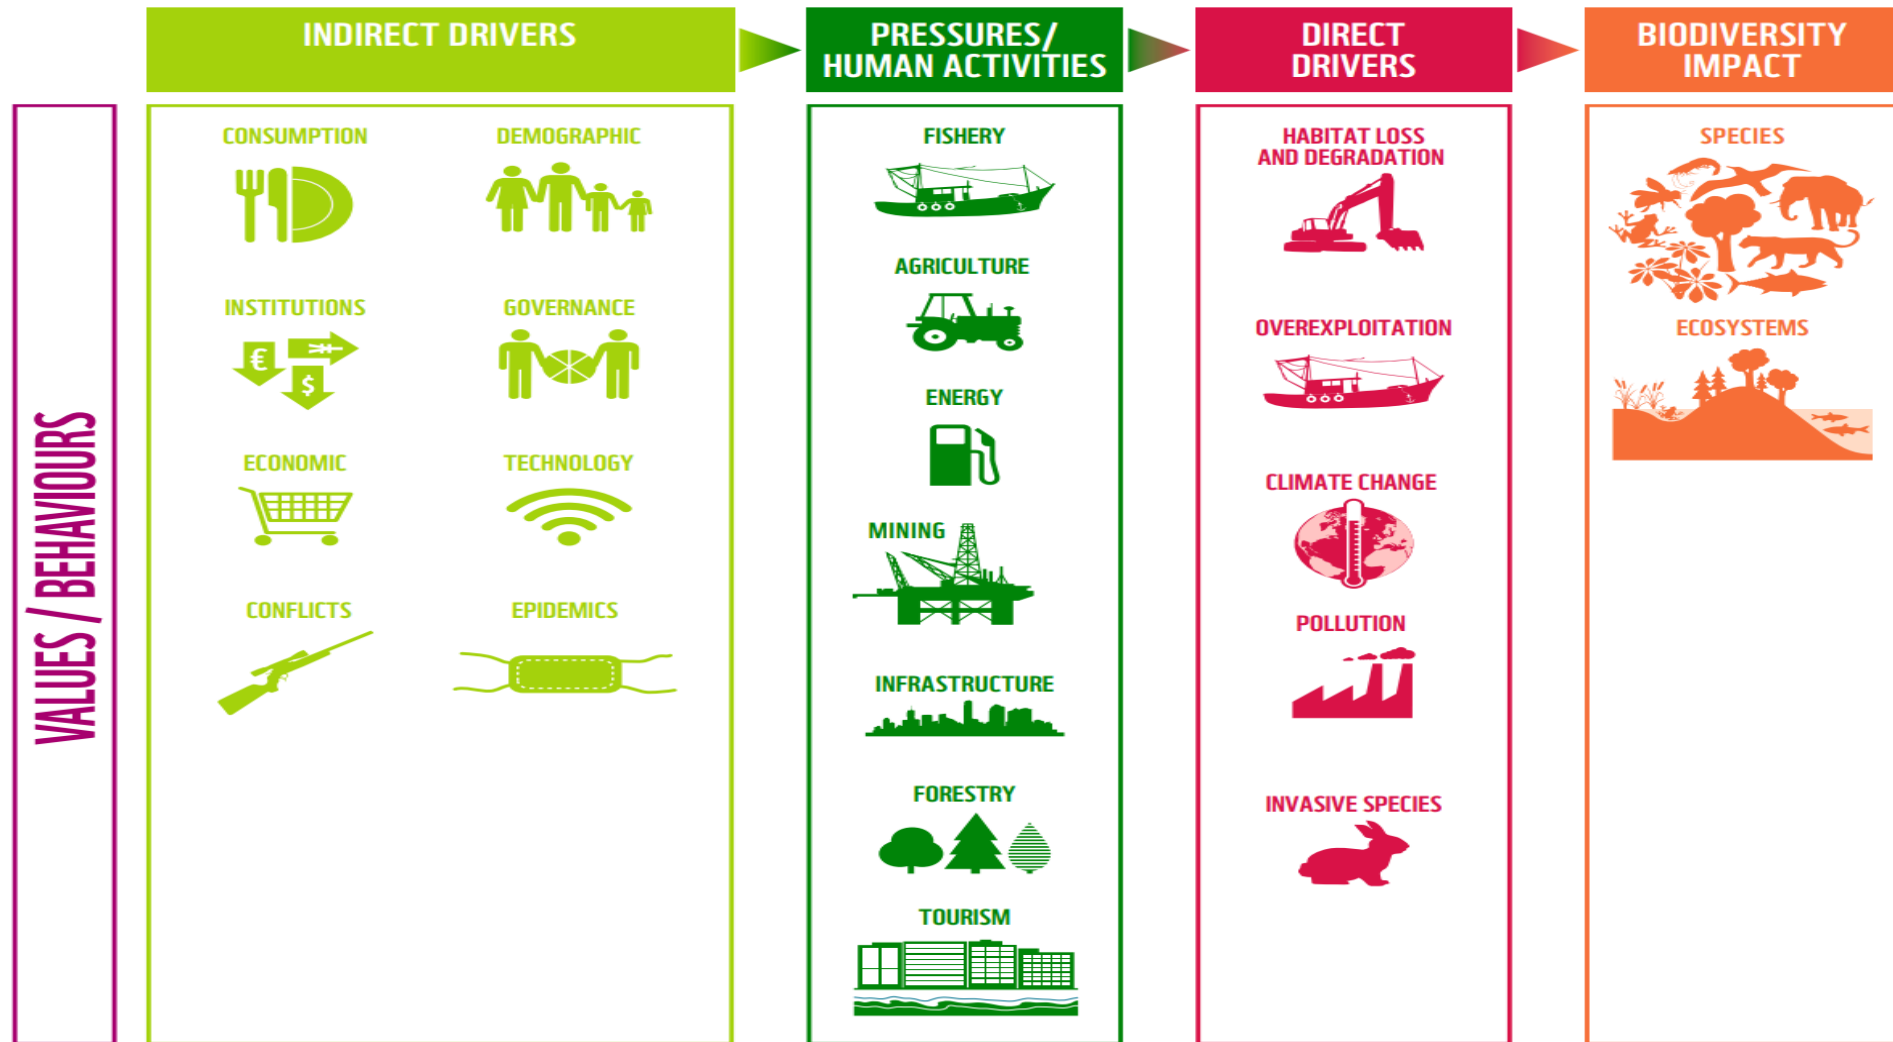 INDIRECT DRIVERS
PRESSURES/
HUMAN ACTIVITIES
DIRECT
DRIVERS
BIODIVERSITY
IMPACT
VALUES / BEHAVIOURS
CONSUMPTION
DEMOGRAPHIC
INSTITUTIONS
GOVERNANCE
€
$
ECONOMIC
TECHNOLOGY
CONFLICTS
EPIDEMICS
FISHERY
AGRICULTURE
ENERGY
MINING
INFRASTRUCTURE
FORESTRY
TOURISM
HABITAT LOSS
AND DEGRADATION
OVEREXPLOITATION
CLIMATE CHANGE
POLLUTION
INVASIVE SPECIES
SPECIES
ECOSYSTEMS